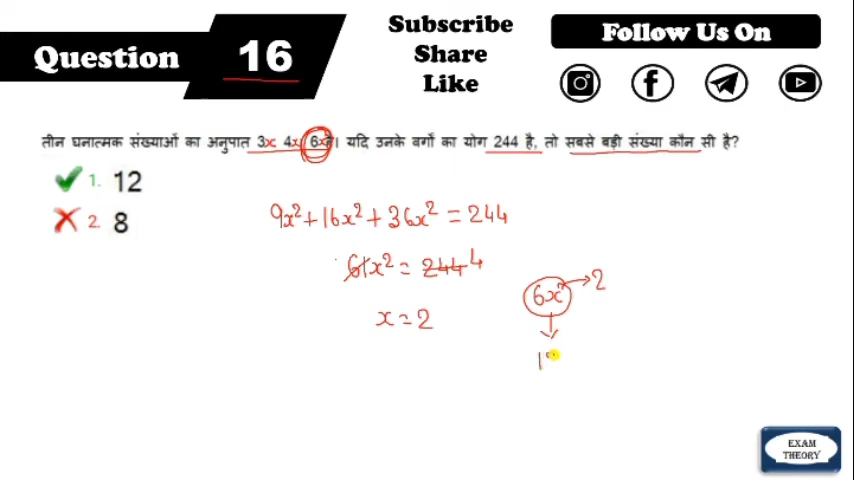 Question 16
Subscribe
Share
Like
Follow Us On
तीन घनात्मक संख्याओं का अनुपात 3x 4x 6x है। यदि उनके वर्गों का योग 244 है, तो सबसे बड़ी संख्या कौन सी है?
1. 12
2. 8
9x²+16x²+36x² = 244
61x² = 244 4
x = 2
6x → 2
EXAM
THEORY